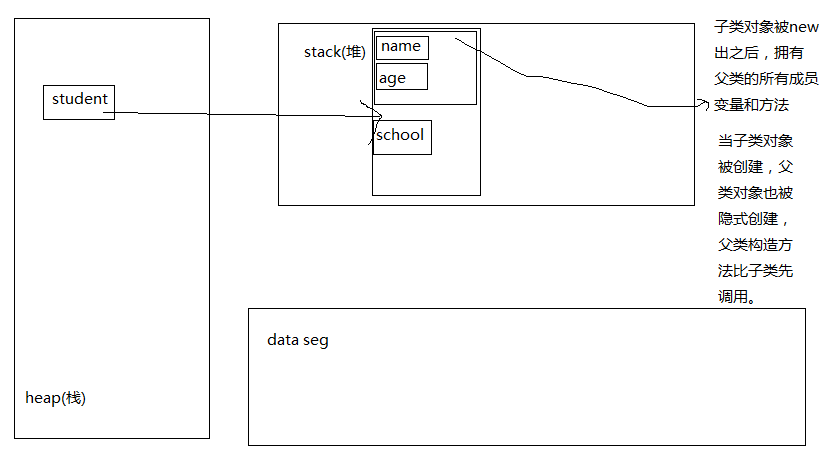 student
heap(栈)
stack(堆)
name
age
school
子类对象被new
出之后，拥有
父类的所有成员
变量和方法
当子类对象
被创建，父
类对象也被
隐式创建，
父类构造方
法比子类先
调用。
data seg